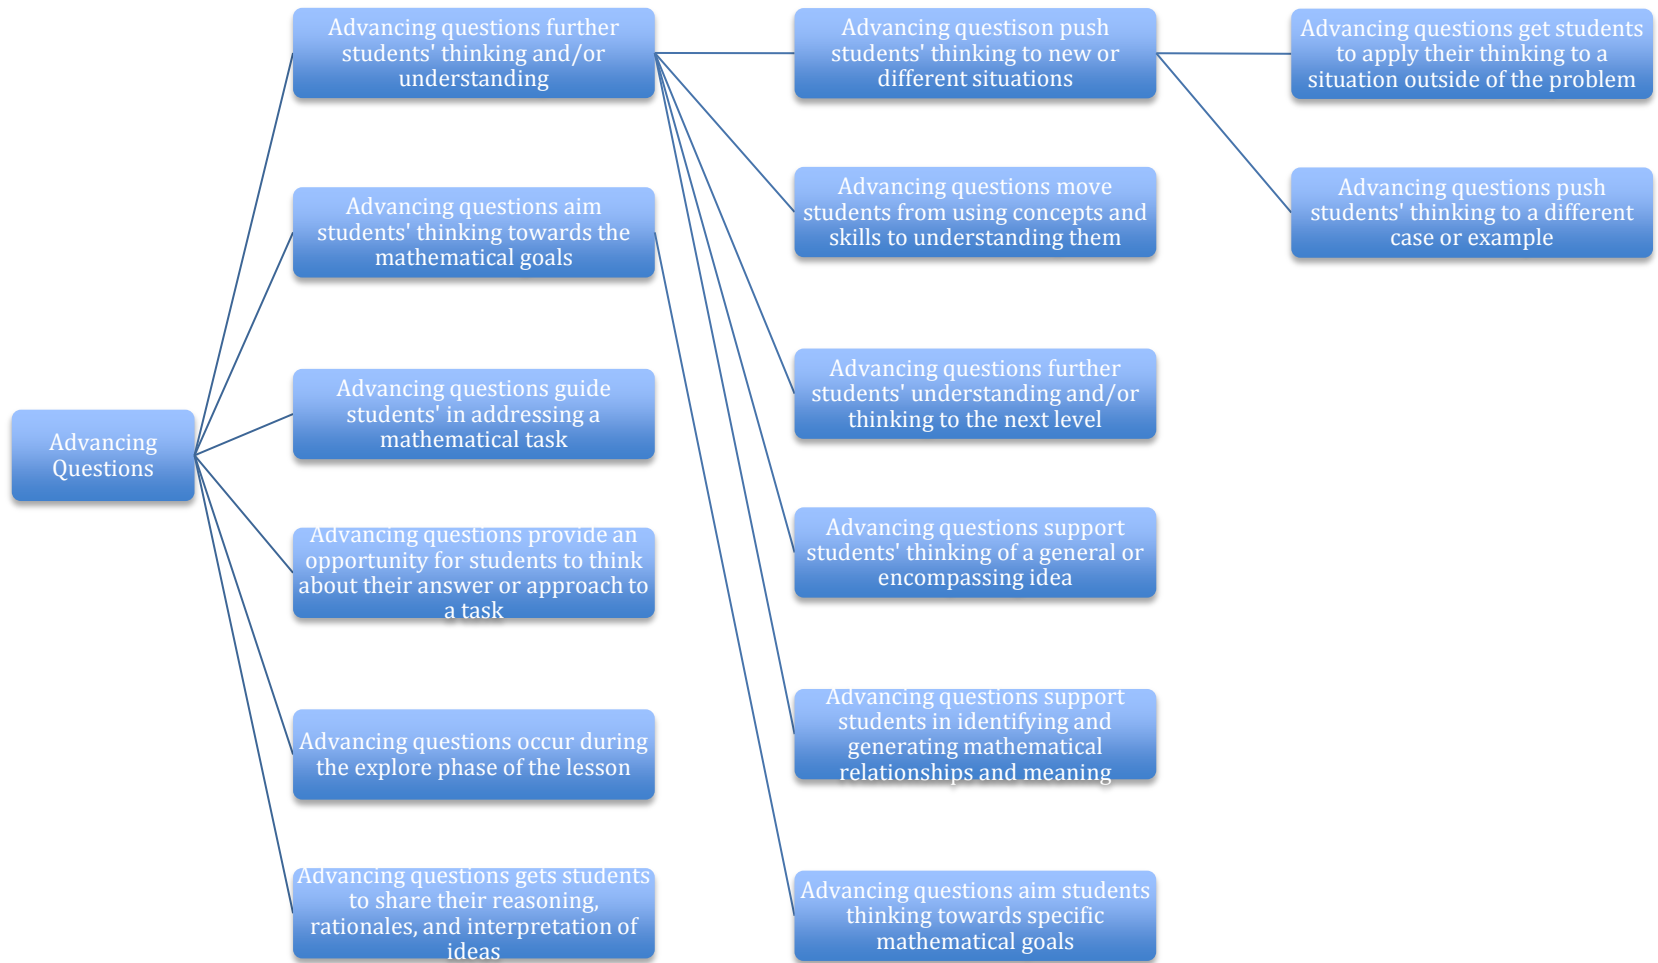 Advancing
Questions
Advancing questions further
students' thinking and/or
understanding
Advancing questions aim
students' thinking towards the
mathematical goals
Advancing questions guide
students' in addressing a
mathematical task
Advancing questions provide an
opportunity for students to think
about their answer or approach to
a task
Advancing questions occur during
the explore phase of the lesson
Advancing questions gets students
to share their reasoning,
rationales, and interpretation of
ideas
Advancing questison push
students' thinking to new or
different situations
Advancing questions move
students from using concepts and
skills to understanding them
Advancing questions further
students' understanding and/or
thinking to the next level
Advancing questions support
students' thinking of a general or
encompassing idea
Advancing questions support
students in identifying and
generating mathematical
relationships and meaning
Advancing questions aim students
thinking towards specific
mathematical goals
Advancing questions get students
to apply their thinking to a
situation outside of the problem
Advancing questions push
students' thinking to a different
case or example